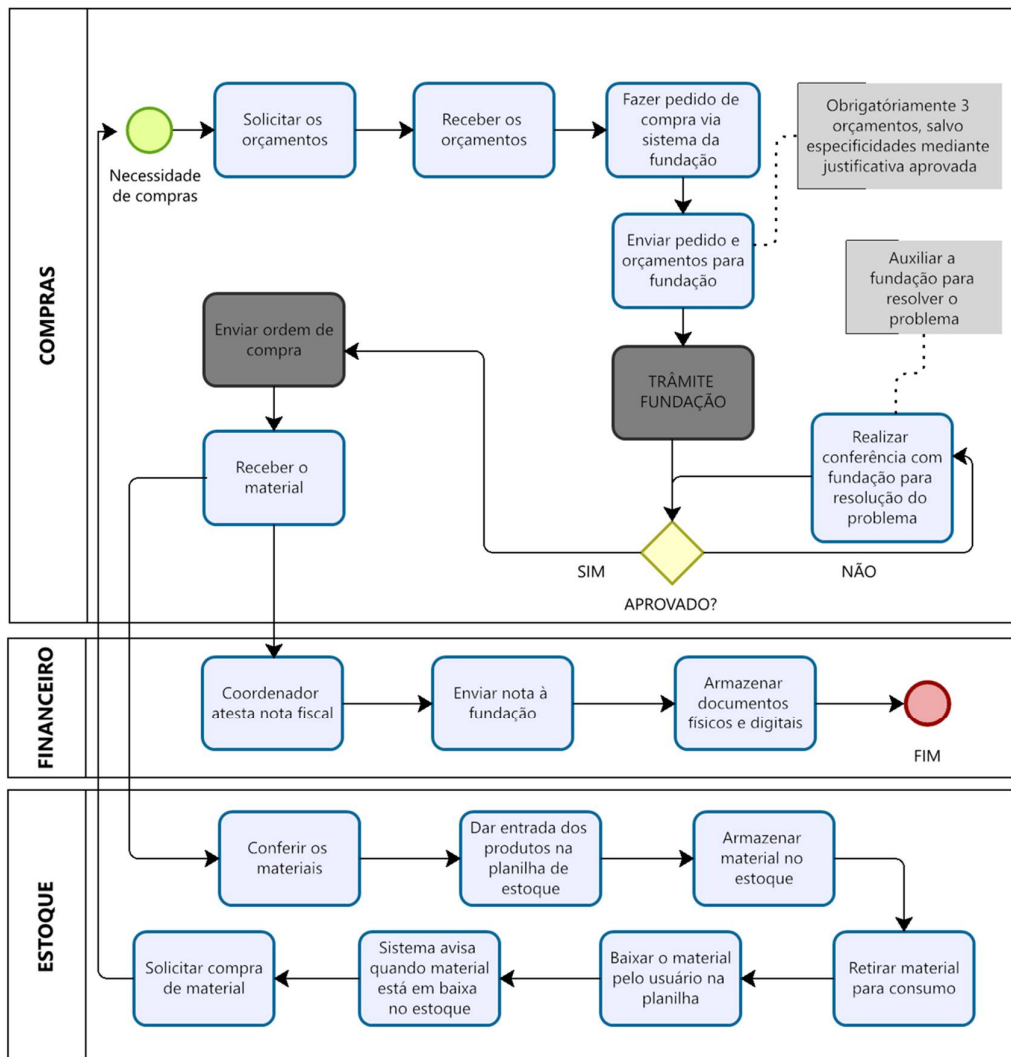 COMPRAS
Necessidade
de compras
Solicitar os
orçamentos
Receber os
orçamentos
Fazer pedido de
compra via
sistema da
fundação
Obrigatóriamente 3
orçamentos, salvo
especificidades mediante
justificativa aprovada
Enviar pedido e
orçamentos para
fundação
Auxiliar a
fundação para
resolver o
problema
Enviar ordem de
compra
TRÂMITE
FUNDAÇÃO
Realizar
conferência com
fundação para
resolução do
problema
Receber o
material
SIM
NÃO
APROVADO?
FINANCEIRO
Coordenador
atesta nota fiscal
Enviar nota à
fundação
Armazenar
documentos
físicos e digitais
FIM
ESTOQUE
Conferir os
materiais
Dar entrada dos
produtos na
planilha de
estoque
Armazenar
material no
estoque
Solicitar compra
de material
Sistema avisa
quando material
está em baixa
no estoque
Baixar o material
pelo usuário na
planilha
Retirar material
para consumo